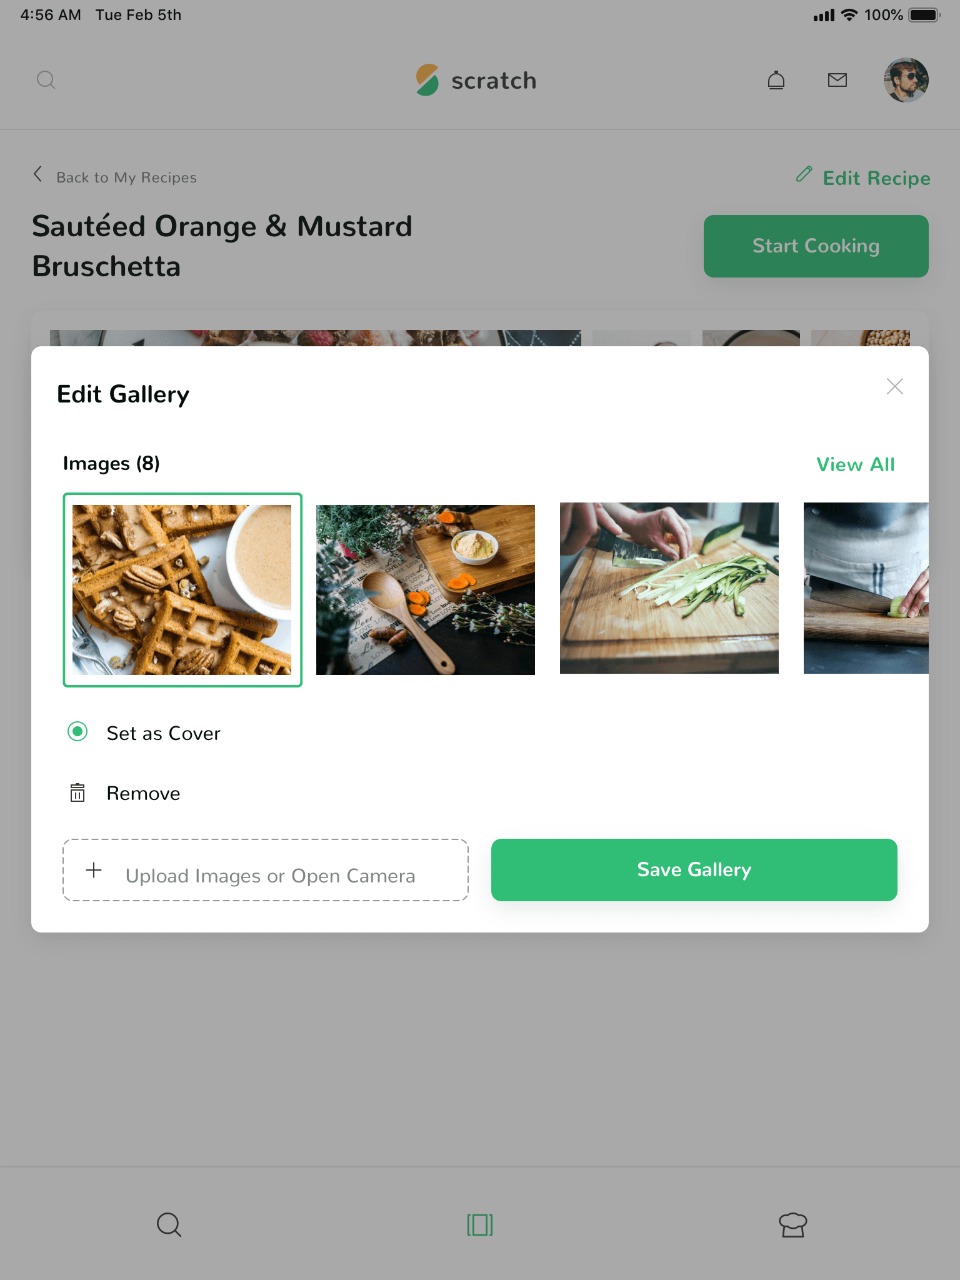 4:56 AM Tue Feb 5th 100%
scratch
Back to My Recipes
Edit Recipe
Sautéed Orange & Mustard
Bruschetta
Start Cooking
Edit Gallery
Images (8)
View All
Set as Cover
Remove
Upload Images or Open Camera
Save Gallery